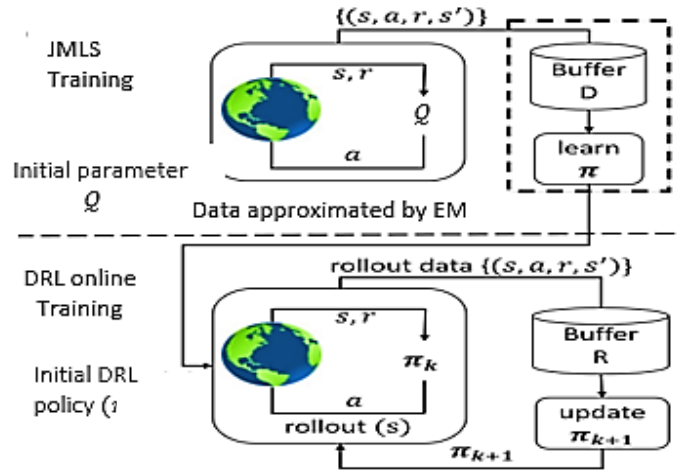 {(s, a, r, s′)}
JMLS
Training
s, r
Q
a
Buffer
D
learn
π
Initial parameter
Q
Data approximated by EM
DRL online
Training
rollout data {(s, a, r, s′)}
s, r
π_k
a
rollout (s)
Buffer
R
Initial DRL
policy
update
π_{k+1}
π_{k+1}